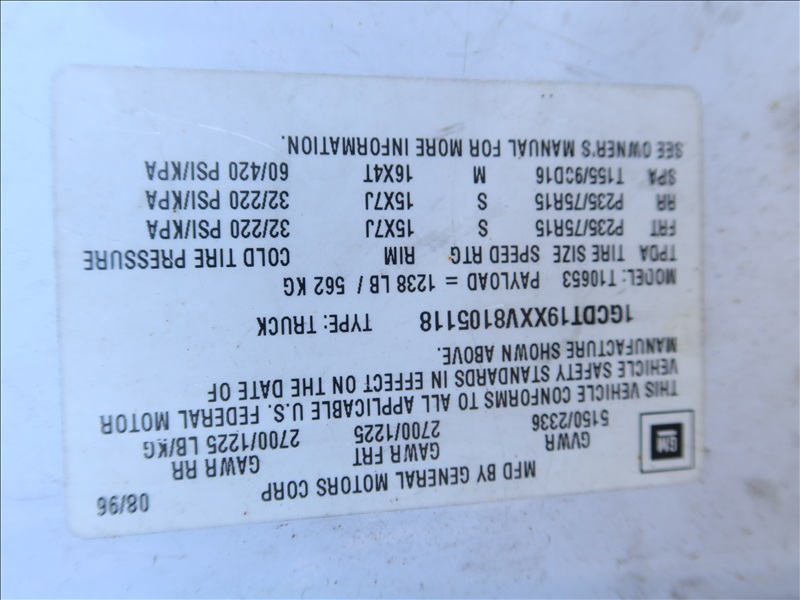 MFD BY GENERAL MOTORS CORP 08/96
GM GVWR GAWR FRT GAWR RR
5150/2336 2700/1225 2700/1225 LB/KG
THIS VEHICLE CONFORMS TO ALL APPLICABLE U.S. FEDERAL MOTOR
VEHICLE SAFETY STANDARDS IN EFFECT ON THE DATE OF
MANUFACTURE SHOWN ABOVE.
1GCDT19XXV8105118 TYPE: TRUCK
MODEL: T10653 PAYLOAD = 1238 LB / 562 KG
TPDA TIRE SIZE SPEED RTG RIM COLD TIRE PRESSURE
FRT P235/75R15 S 15X7J 32/220 PSI/KPA
RR P235/75R15 S 15X7J 32/220 PSI/KPA
SPA T155/90D16 M 16X4T 60/420 PSI/KPA
SEE OWNER'S MANUAL FOR MORE INFORMATION.